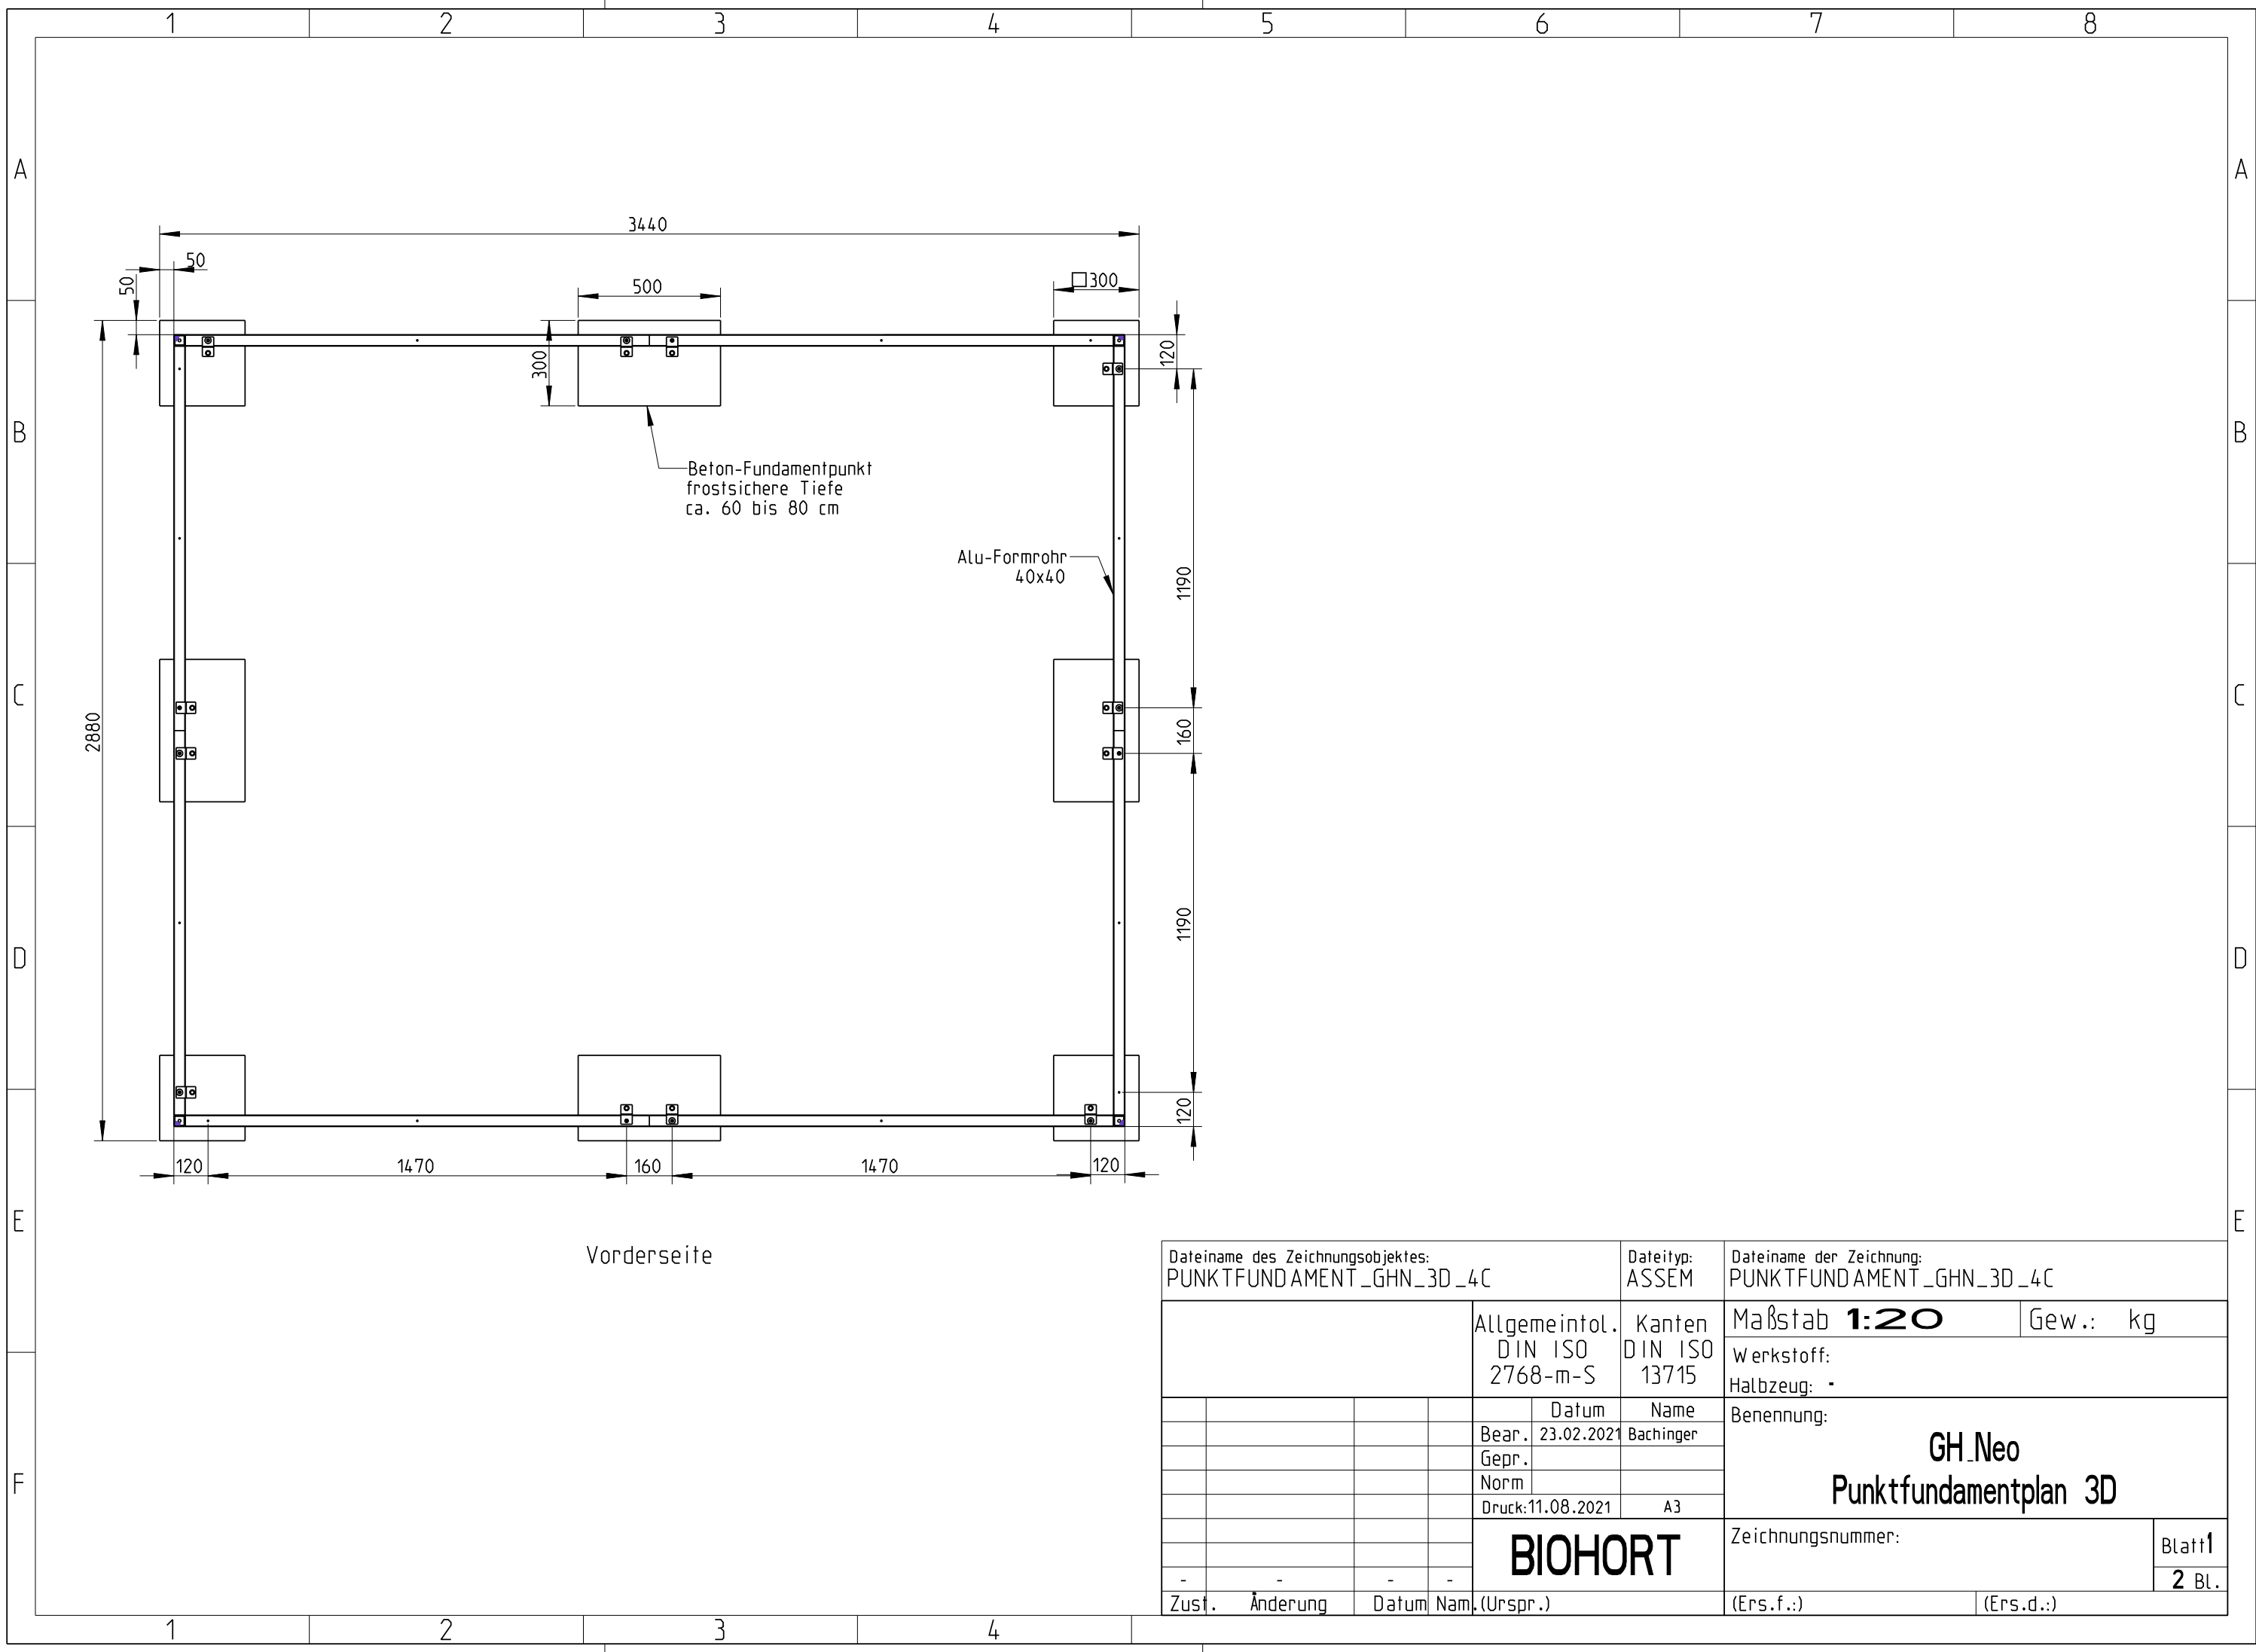 1 2 3 4 5 6 7 8
A A
3440
50
50
500
□300
300
120
B B
Beton-Fundamentpunkt
frostsichere Tiefe
ca. 60 bis 80 cm
Alu-Formrohr
40x40
1190
C C
2880
160
1190
D D
120
120 1470 160 1470 120
E E
Vorderseite
Dateiname des Zeichnungsobjektes:
PUNKTFUNDAMENT_GHN_3D_4C
Dateityp:
ASSEM
Dateiname der Zeichnung:
PUNKTFUNDAMENT_GHN_3D_4C
Allgemeintol.
DIN ISO
2768-m-S
Kanten
DIN ISO
13715
Maßstab 1:20
Gew.: kg
Werkstoff:
Halbzeug: -
Datum Name
Bear. 23.02.2021 Bachinger
Gepr.
Norm
Druck:11.08.2021 A3
Benennung:
GH_Neo
Punktfundamentplan 3D
F
BIOHORT
Zeichnungsnummer:
Blatt1
2 Bl.
- - - -
Zust. Änderung Datum Nam. (Urspr.) (Ers.f.:) (Ers.d.:)
1 2 3 4